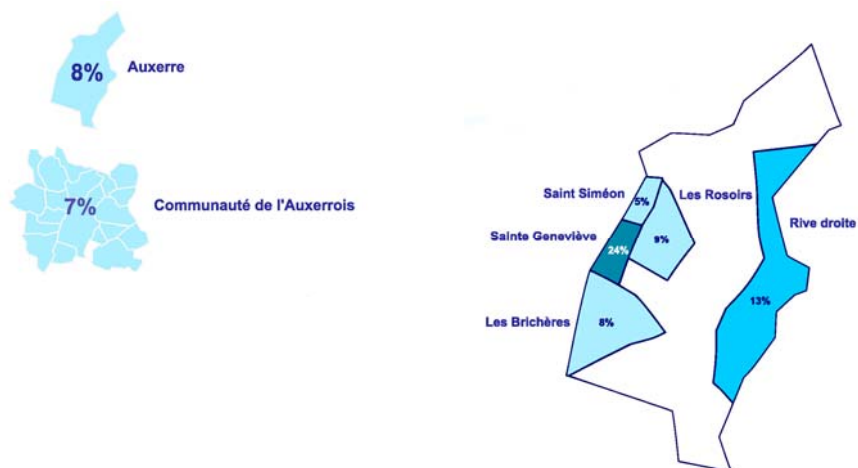 8%
Auxerre
7%
Communauté de l'Auxerrois
Saint Siméon
5%
Les Rosoirs
Rive droite
Sainte Geneviève
24%
9%
13%
Les Brichères
8%